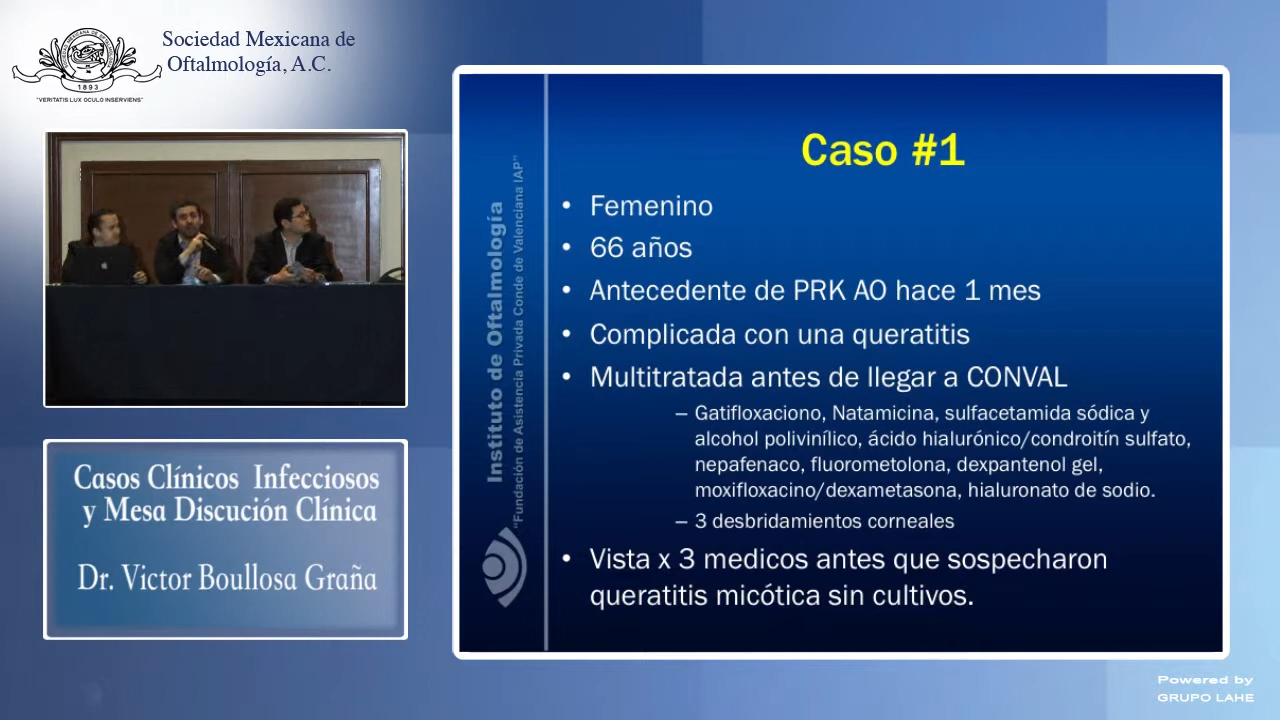 Sociedad Mexicana de
Oftalmología, A.C.
1893
"VERITATIS LUX OCULO INSERVIENS"
Casos Clínicos Infecciosos
y Mesa Discución Clínica
Dr. Victor Boullosa Graña
Instituto de Oftalmología
"Fundación de Asistencia Privada Conde de Valenciana IAP"
Caso #1
• Femenino
• 66 años
• Antecedente de PRK AO hace 1 mes
• Complicada con una queratitis
• Multitratada antes de llegar a CONVAL
– Gatifloxaciono, Natamicina, sulfacetamida sódica y
alcohol polivinílico, ácido hialurónico/condroitín sulfato,
nepafenaco, fluorometolona, dexpantenol gel,
moxifloxacino/dexametasona, hialuronato de sodio.
– 3 desbridamientos corneales
• Vista x 3 medicos antes que sospecharon
queratitis micótica sin cultivos.
Powered by
GRUPO LAHE